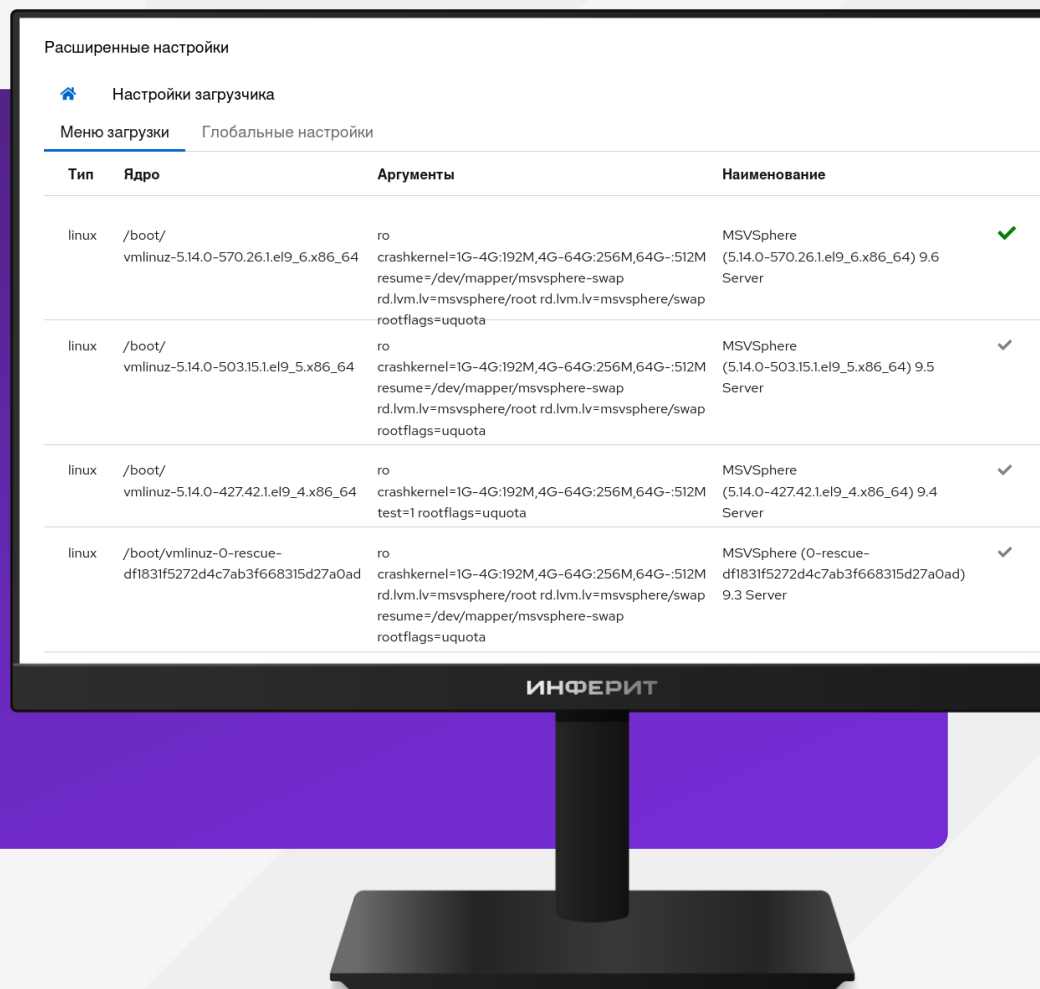 Расширенные настройки
Настройки загрузчика
Меню загрузки Глобальные настройки
Тип Ядро Аргументы Наименование
linux /boot/ ro MSVSphere
vmlinuz-5.14.0-570.26.1.el9_6.x86_64 crashkernel=1G-4G:192M,4G-64G:256M,64G-:512M (5.14.0-570.26.1.el9_6.x86_64) 9.6
resume=/dev/mapper/msvsphere-swap Server
rd.lvm.lv=msvsphere/root rd.lvm.lv=msvsphere/swap
rootflags=uquota
linux /boot/ ro MSVSphere
vmlinuz-5.14.0-503.15.1.el9_5.x86_64 crashkernel=1G-4G:192M,4G-64G:256M,64G-:512M (5.14.0-503.15.1.el9_5.x86_64) 9.5
resume=/dev/mapper/msvsphere-swap Server
rd.lvm.lv=msvsphere/root rd.lvm.lv=msvsphere/swap
rootflags=uquota
linux /boot/ ro MSVSphere
vmlinuz-5.14.0-427.42.1.el9_4.x86_64 crashkernel=1G-4G:192M,4G-64G:256M,64G-:512M (5.14.0-427.42.1.el9_4.x86_64) 9.4
test=1 rootflags=uquota Server
linux /boot/vmlinuz-0-rescue- ro MSVSphere (0-rescue-
df1831f5272d4c7ab3f668315d27a0ad crashkernel=1G-4G:192M,4G-64G:256M,64G-:512M df1831f5272d4c7ab3f668315d27a0ad)
rd.lvm.lv=msvsphere/root rd.lvm.lv=msvsphere/swap 9.3 Server
resume=/dev/mapper/msvsphere-swap
rootflags=uquota
ИНФЕРИТ